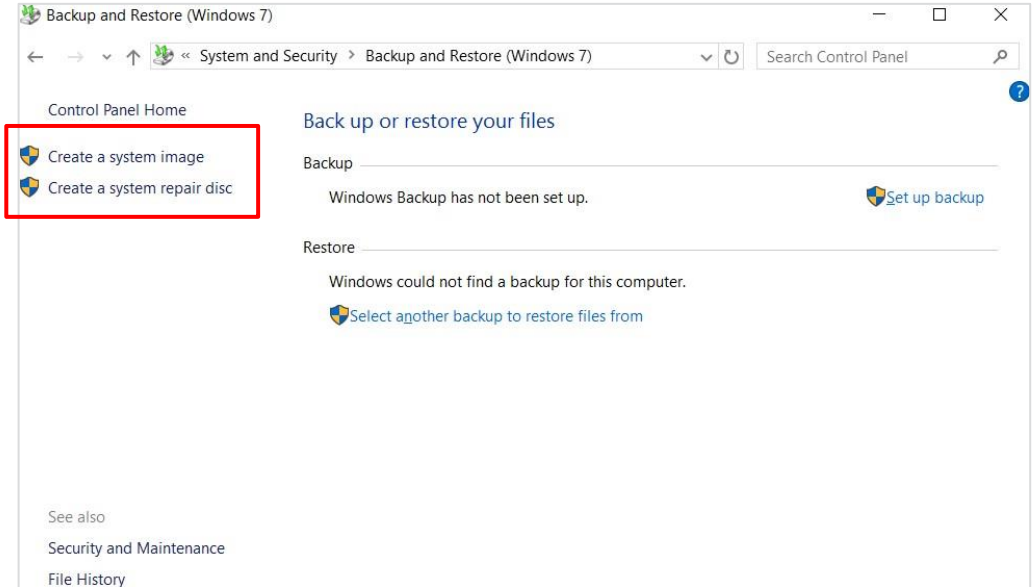 Backup and Restore (Windows 7)
« System and Security > Backup and Restore (Windows 7)
Search Control Panel
Control Panel Home
Create a system image
Create a system repair disc
Back up or restore your files
Backup
Windows Backup has not been set up.
Set up backup
Restore
Windows could not find a backup for this computer.
Select another backup to restore files from
See also
Security and Maintenance
File History